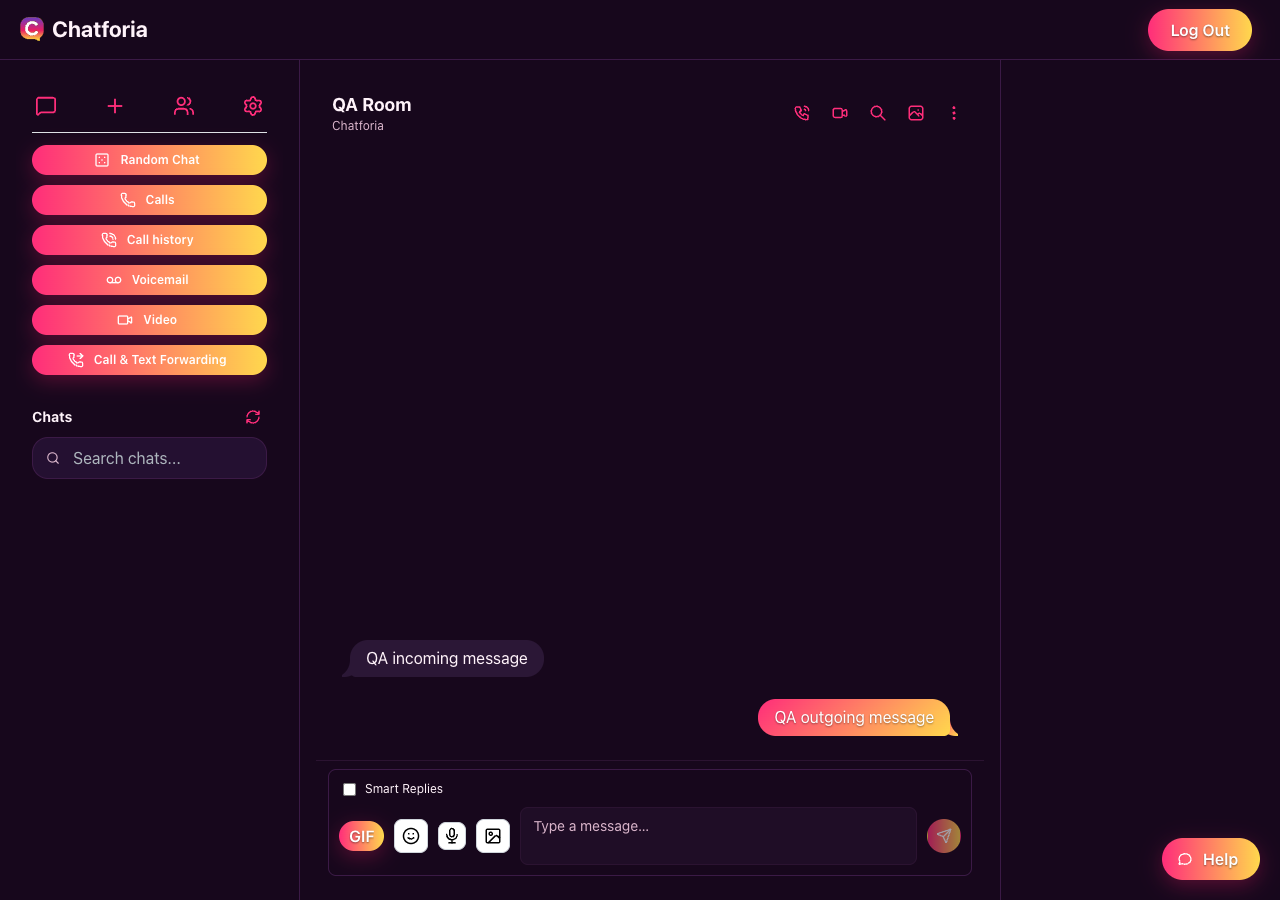 Chatforia
Log Out
Random Chat
Calls
Call history
Voicemail
Video
Call & Text Forwarding
Chats
Search chats...
QA Room
Chatforia
QA incoming message
QA outgoing message
Smart Replies
GIF
Type a message...
Help